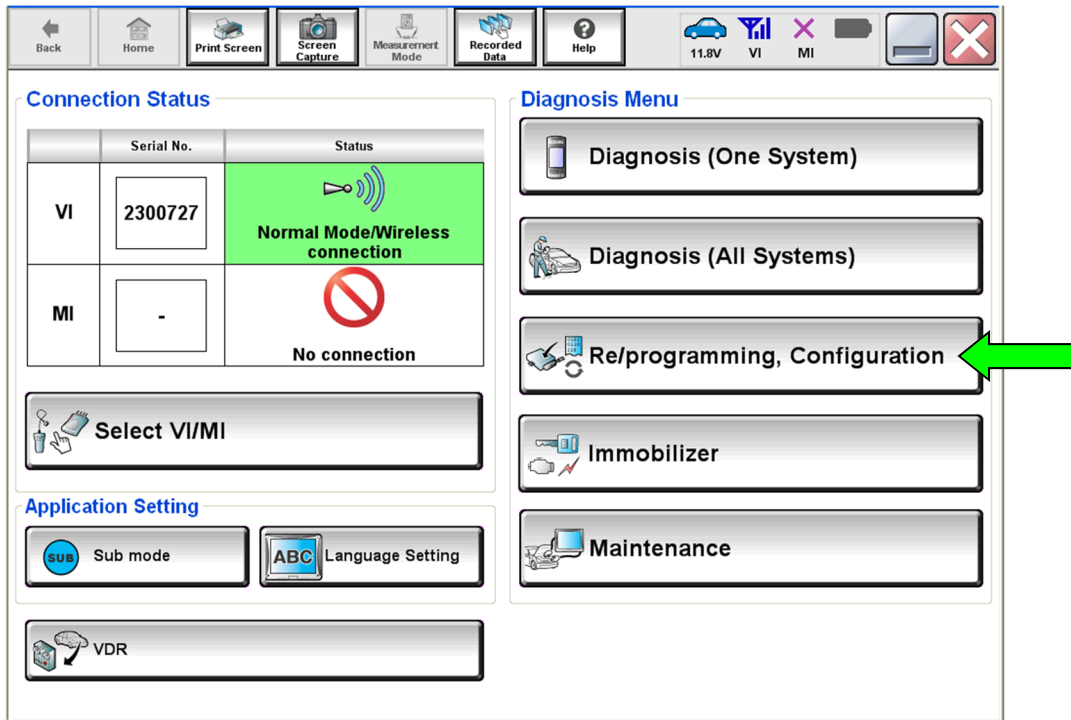 Back
Home
Print Screen
Screen
Capture
Measurement
Mode
Recorded
Data
?
Help
11.8V
VI
MI
Connection Status
Serial No.
Status
VI
2300727
Normal Mode/Wireless
connection
MI
-
No connection
Select VI/MI
Application Setting
SUB
Sub mode
ABC
Language Setting
VDR
Diagnosis Menu
Diagnosis (One System)
Diagnosis (All Systems)
Re/programming, Configuration
Immobilizer
Maintenance